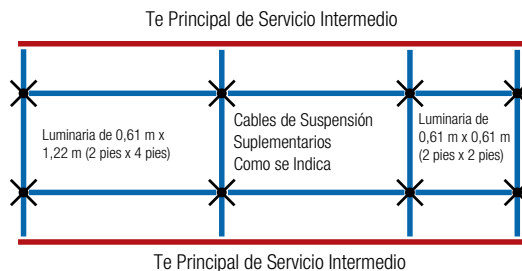 Te Principal de Servicio Intermedio
Luminaria de 0,61 m x
1,22 m (2 pies x 4 pies)
Cables de Suspensión
Suplementarios
Como se Indica
Luminaria de
0,61 m x 0,61 m
(2 pies x 2 pies)
Te Principal de Servicio Intermedio